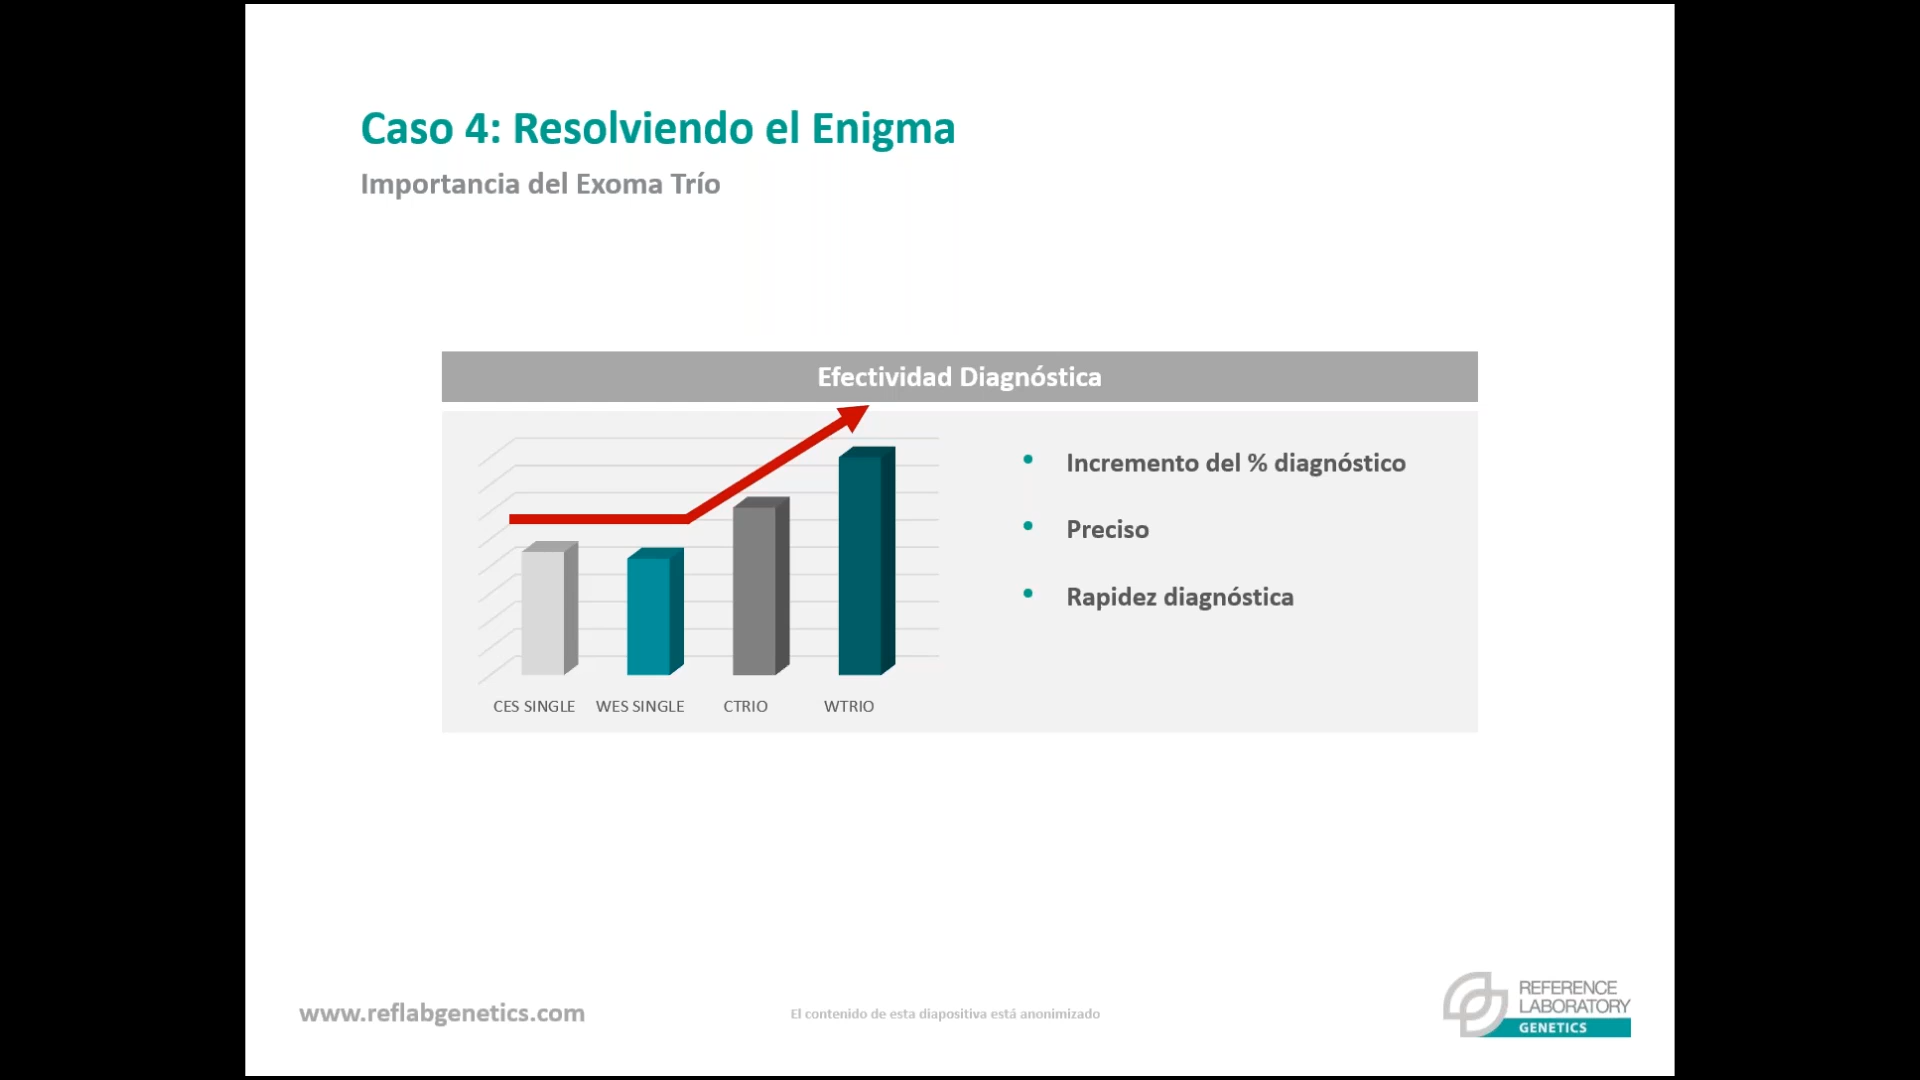 Caso 4: Resolviendo el Enigma
Importancia del Exoma Trío
Efectividad Diagnóstica
CES SINGLE
WES SINGLE
CTRIO
WTRIO
• Incremento del % diagnóstico
• Preciso
• Rapidez diagnóstica
www.reflabgenetics.com
El contenido de esta diapositiva está anonimizado
REFERENCE
LABORATORY
GENETICS